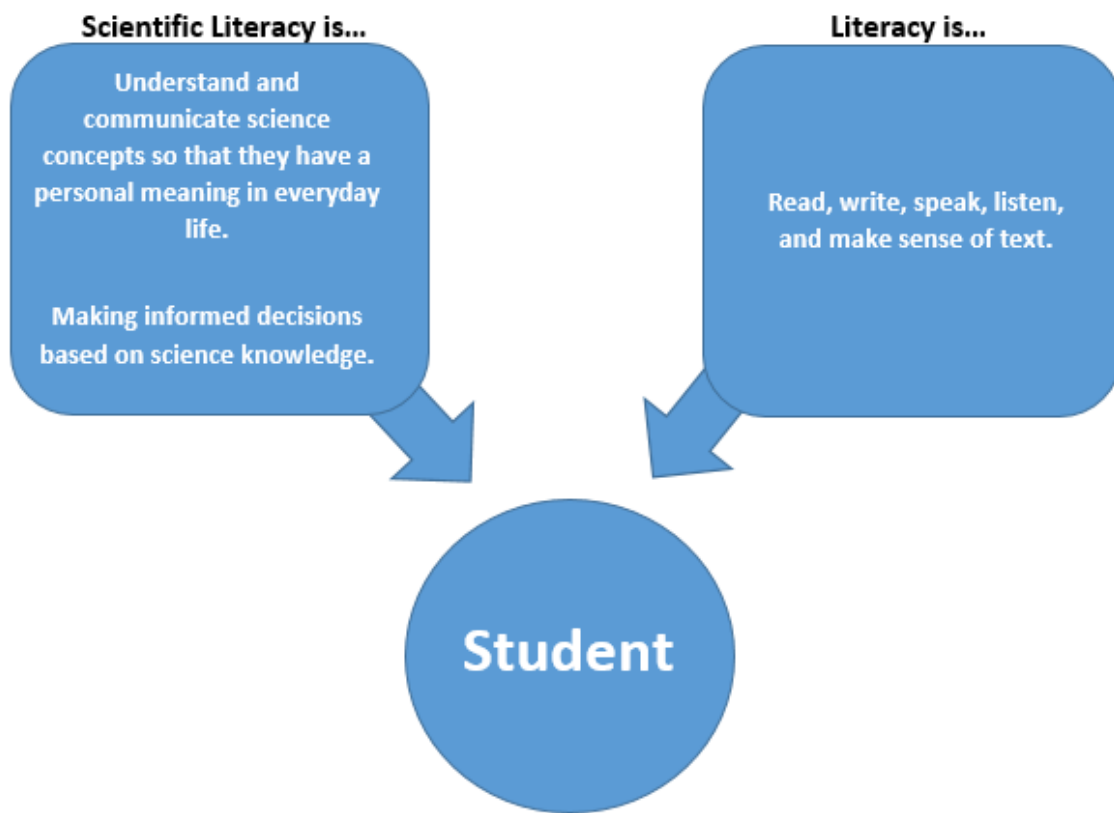 Scientific Literacy is...
Understand and
communicate science
concepts so that they have a
personal meaning in everyday
life.
Making informed decisions
based on science knowledge.
Literacy is...
Read, write, speak, listen,
and make sense of text.
Student